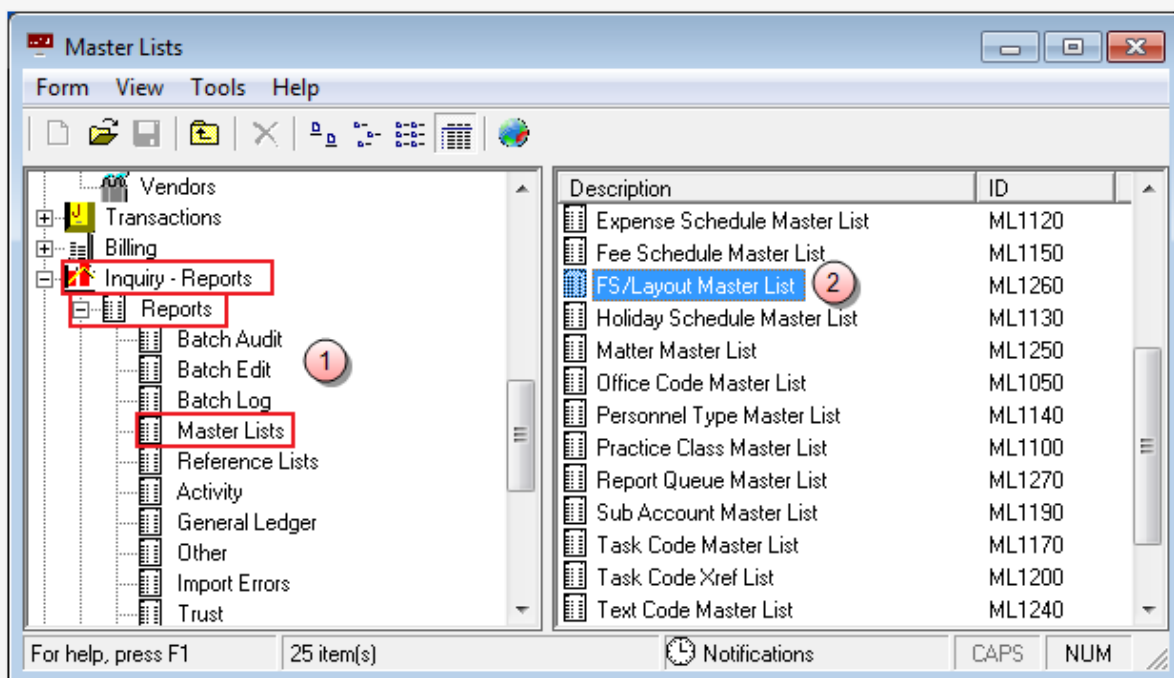 Master Lists
Form View Tools Help
Vendors
Transactions
Billing
Inquiry - Reports
Reports
Batch Audit
Batch Edit
1
Batch Log
Master Lists
Reference Lists
Activity
General Ledger
Other
Import Errors
Trust
Description ID
Expense Schedule Master List ML1120
Fee Schedule Master List ML1150
FS/Layout Master List 2 ML1260
Holiday Schedule Master List ML1130
Matter Master List ML1250
Office Code Master List ML1050
Personnel Type Master List ML1140
Practice Class Master List ML1100
Report Queue Master List ML1270
Sub Account Master List ML1190
Task Code Master List ML1170
Task Code Xref List ML1200
Text Code Master List ML1240
For help, press F1 25 item(s) Notifications CAPS NUM